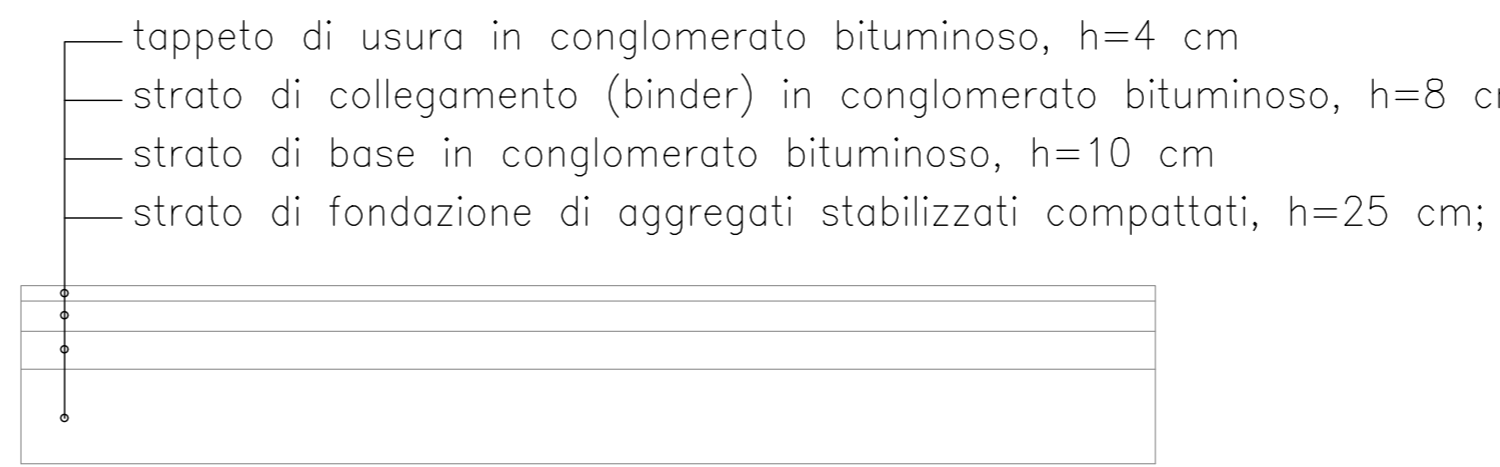 tappeto di usura in conglomerato bituminoso, h=4 cm
strato di collegamento (binder) in conglomerato bituminoso, h=8
strato di base in conglomerato bituminoso, h=10 cm
strato di fondazione di aggregati stabilizzati compattati, h=25 cm;